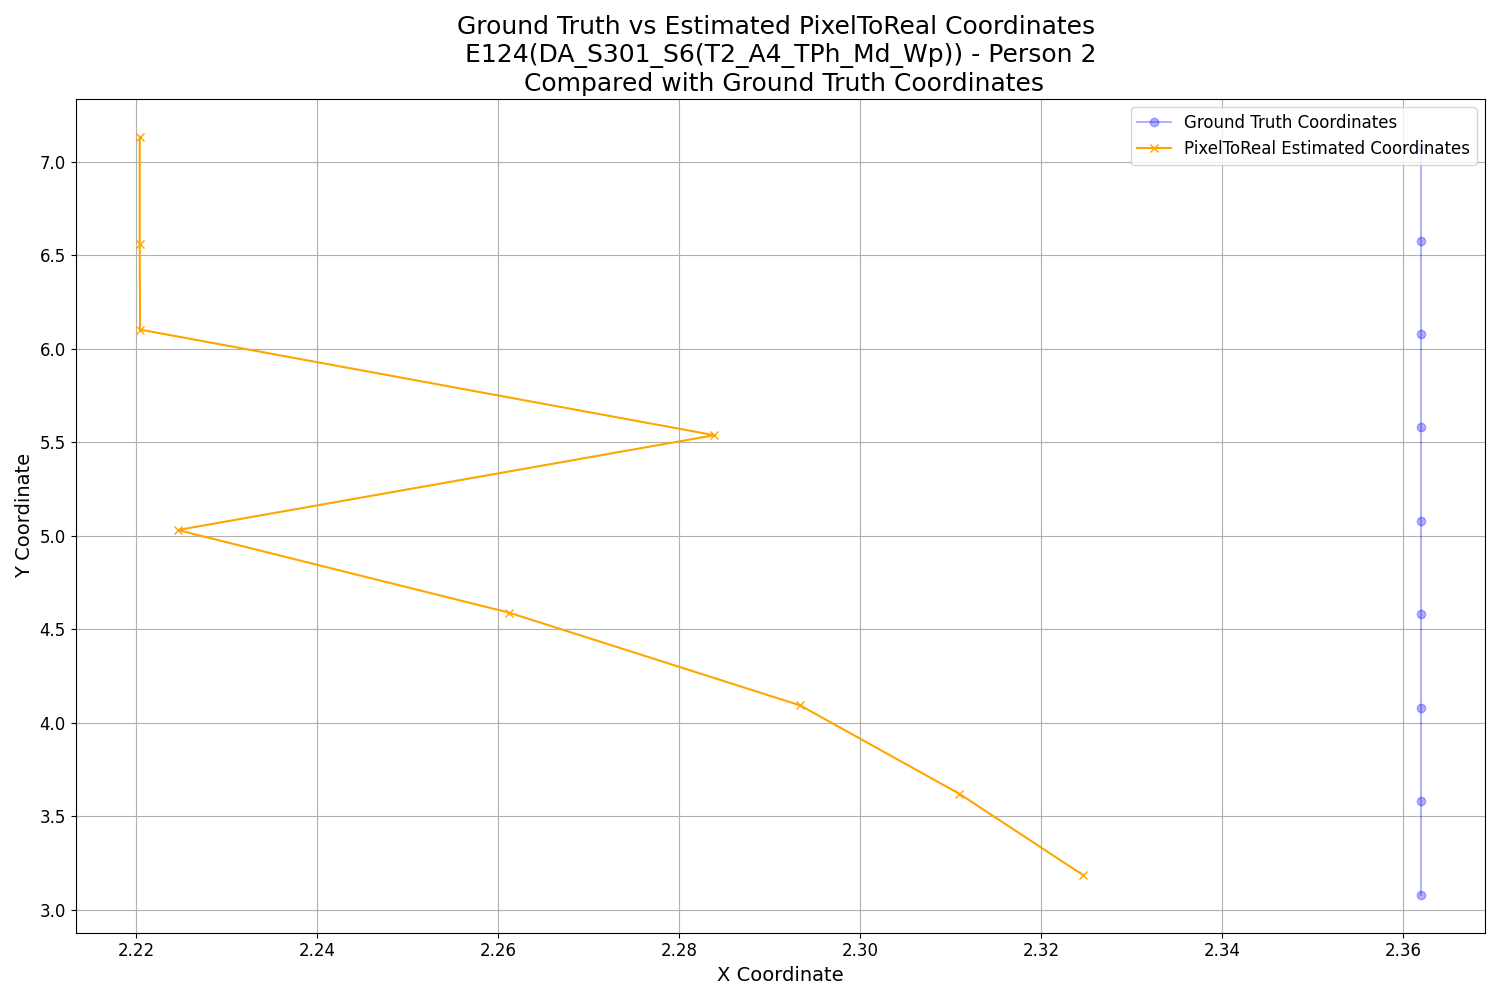 Ground Truth vs Estimated PixelToReal Coordinates
E124(DA_S301_S6(T2_A4_TPh_Md_Wp)) - Person 2
Compared with Ground Truth Coordinates
Ground Truth Coordinates
PixelToReal Estimated Coordinates
Y Coordinate
7.0
6.5
6.0
5.5
5.0
4.5
4.0
3.5
3.0
2.22 2.24 2.26 2.28 2.30 2.32 2.34 2.36
X Coordinate